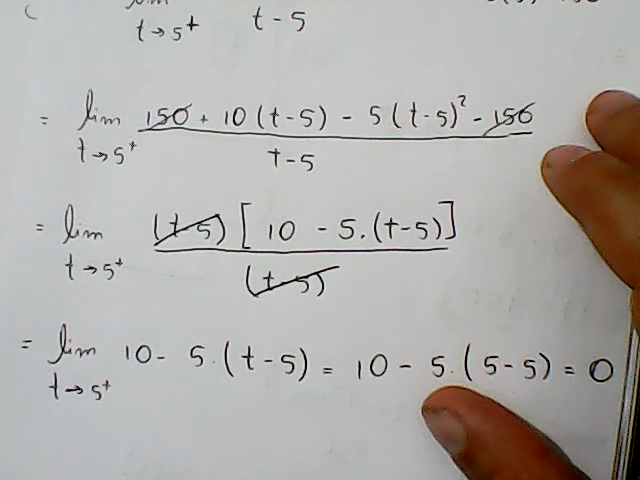 t→5⁺ t-5
= lim 150 + 10(t-5) - 5(t-5)² - 150
t→5⁺ t-5
= lim (t-5) [10 - 5.(t-5)]
t→5⁺ (t-5)
= lim 10 - 5.(t-5) = 10 - 5.(5-5) = 0
t→5⁺